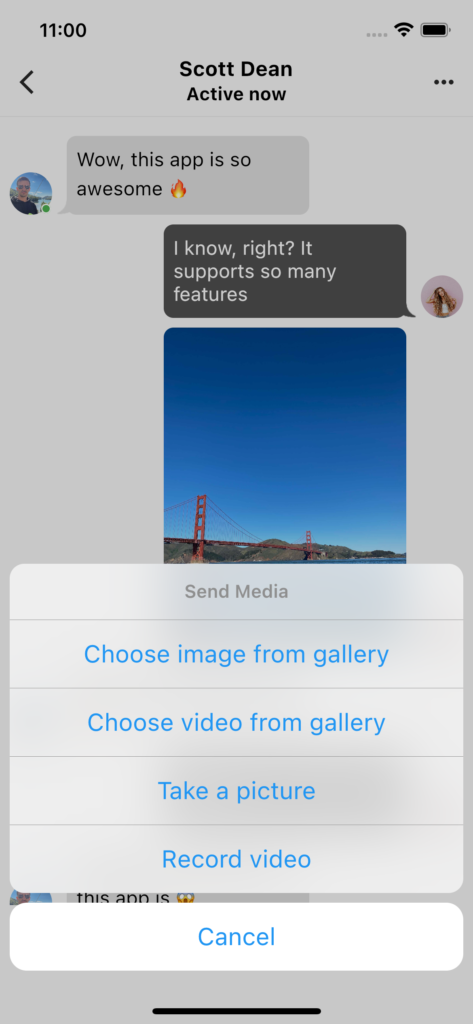 11:00
Scott Dean
Active now
Wow, this app is so
awesome 🔥
I know, right? It
supports so many
features
Send Media
Choose image from gallery
Choose video from gallery
Take a picture
Record video
this app is 😱
Cancel